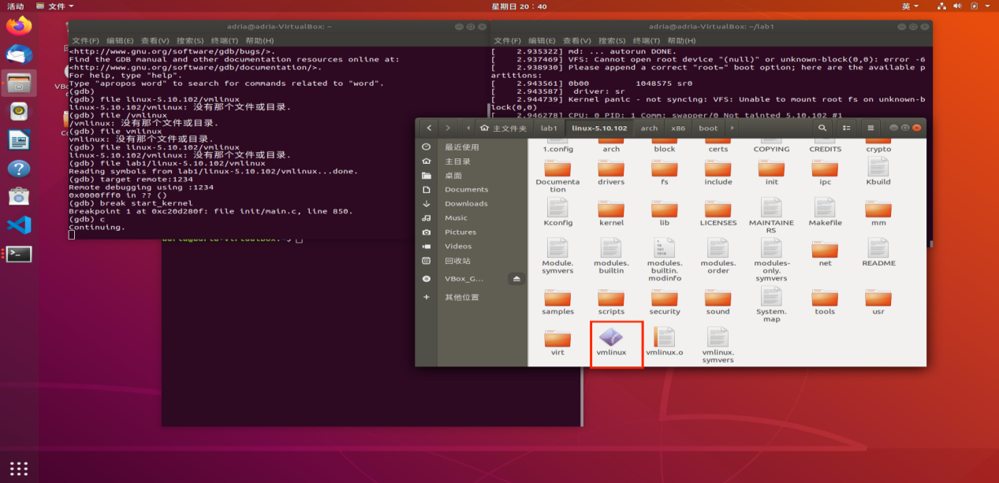 活动
文件
星期日 20：40
英
adria@adria-VirtualBox: ~
文件(F) 编辑(E) 查看(V) 搜索(S) 终端(T) 帮助(H)
<http://www.gnu.org/software/gdb/bugs/>.
Find the GDB manual and other documentation resources online at:
<http://www.gnu.org/software/gdb/documentation/>.
For help, type "help".
Type "apropos word" to search for commands related to "word".
(gdb)
(gdb) file linux-5.10.102/vmlinux
linux-5.10.102/vmlinux: 没有那个文件或目录.
(gdb) file /vmlinux
/vmlinux: 没有那个文件或目录.
(gdb) file vmlinux
vmlinux: 没有那个文件或目录.
(gdb) file linux-5.10.102/vmlinux
linux-5.10.102/vmlinux: 没有那个文件或目录.
(gdb) file lab1/linux-5.10.102/vmlinux
Reading symbols from lab1/linux-5.10.102/vmlinux...done.
(gdb) target remote:1234
Remote debugging using :1234
0x0000fff0 in ?? ()
(gdb) break start_kernel
Breakpoint 1 at 0xc20d280f: file init/main.c, line 850.
(gdb) c
Continuing.
adria@adria-VirtualBox: ~/lab1
文件(F) 编辑(E) 查看(V) 搜索(S) 终端(T) 帮助(H)
[    2.935322] md: ... autorun DONE.
[    2.937469] VFS: Cannot open root device "(null)" or unknown-block(0,0): error -6
[    2.938930] Please append a correct "root=" boot option; here are the available p
artitions:
[    2.943561] 0b00         1048575 sr0
[    2.943587]  driver: sr
[    2.944739] Kernel panic - not syncing: VFS: Unable to mount root fs on unknown-b
lock(0,0)
[    2.946278] CPU: 0 PID: 1 Comm: swapper/0 Not tainted 5.10.102 #1
主文件夹 lab1 linux-5.10.102 arch x86 boot
最近使用
主目录
桌面
Documents
Downloads
Music
Pictures
Videos
回收站
VBox_G...
其他位置
1.config arch block certs COPYING CREDITS crypto
Documentation drivers fs include init ipc Kbuild
Kconfig kernel lib LICENSES MAINTAINERS Makefile mm
Module.symvers modules.builtin modules.builtin.modinfo modules.order modules-only.symvers net README
samples scripts security sound System.map tools usr
virt vmlinux vmlinux.o vmlinux.symvers